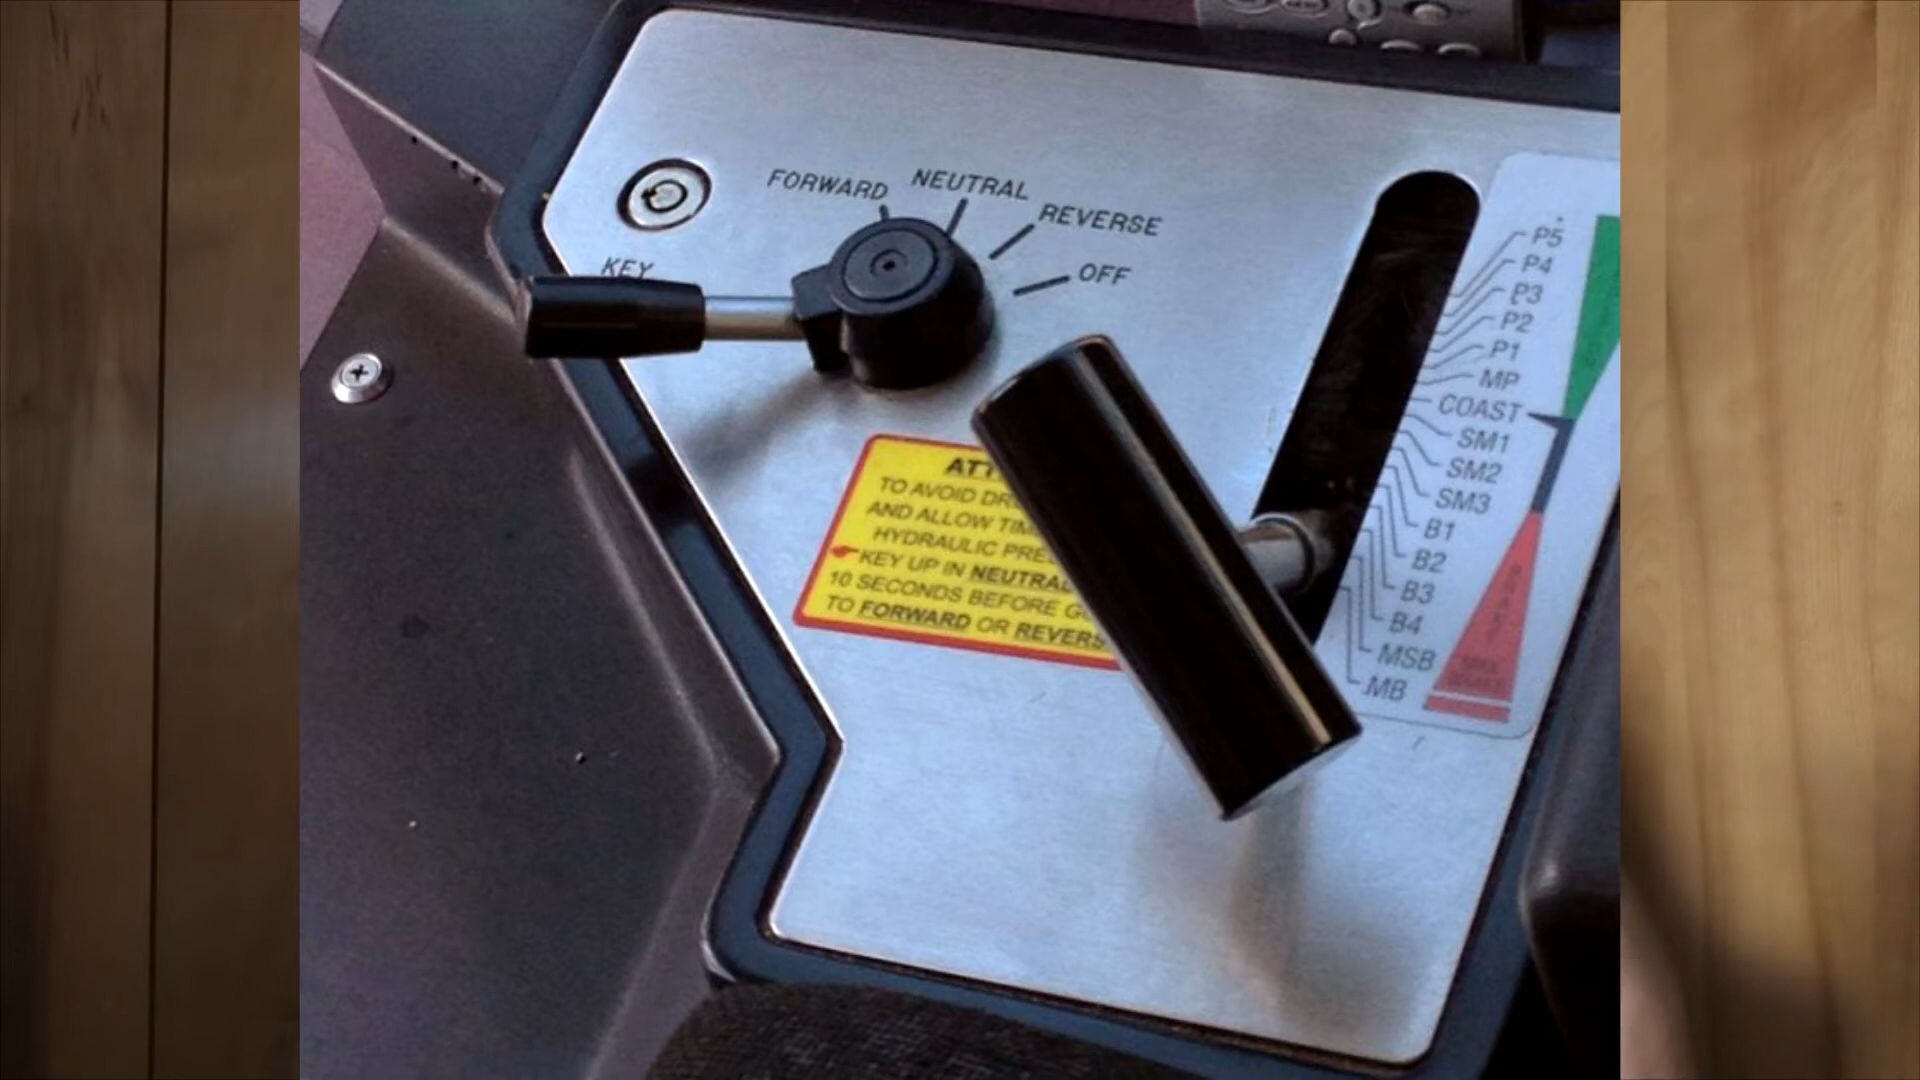 FORWARD
NEUTRAL
REVERSE
OFF
KEY
TO AVOID
AND ALLOW
HYDRAULIC
KEY UP IN NEUTRAL
10 SECONDS BEFORE
TO FORWARD OR
P5
P4
P3
P2
P1
MP
COAST
SM1
SM2
SM3
B1
B2
B3
B4
MSB
MB